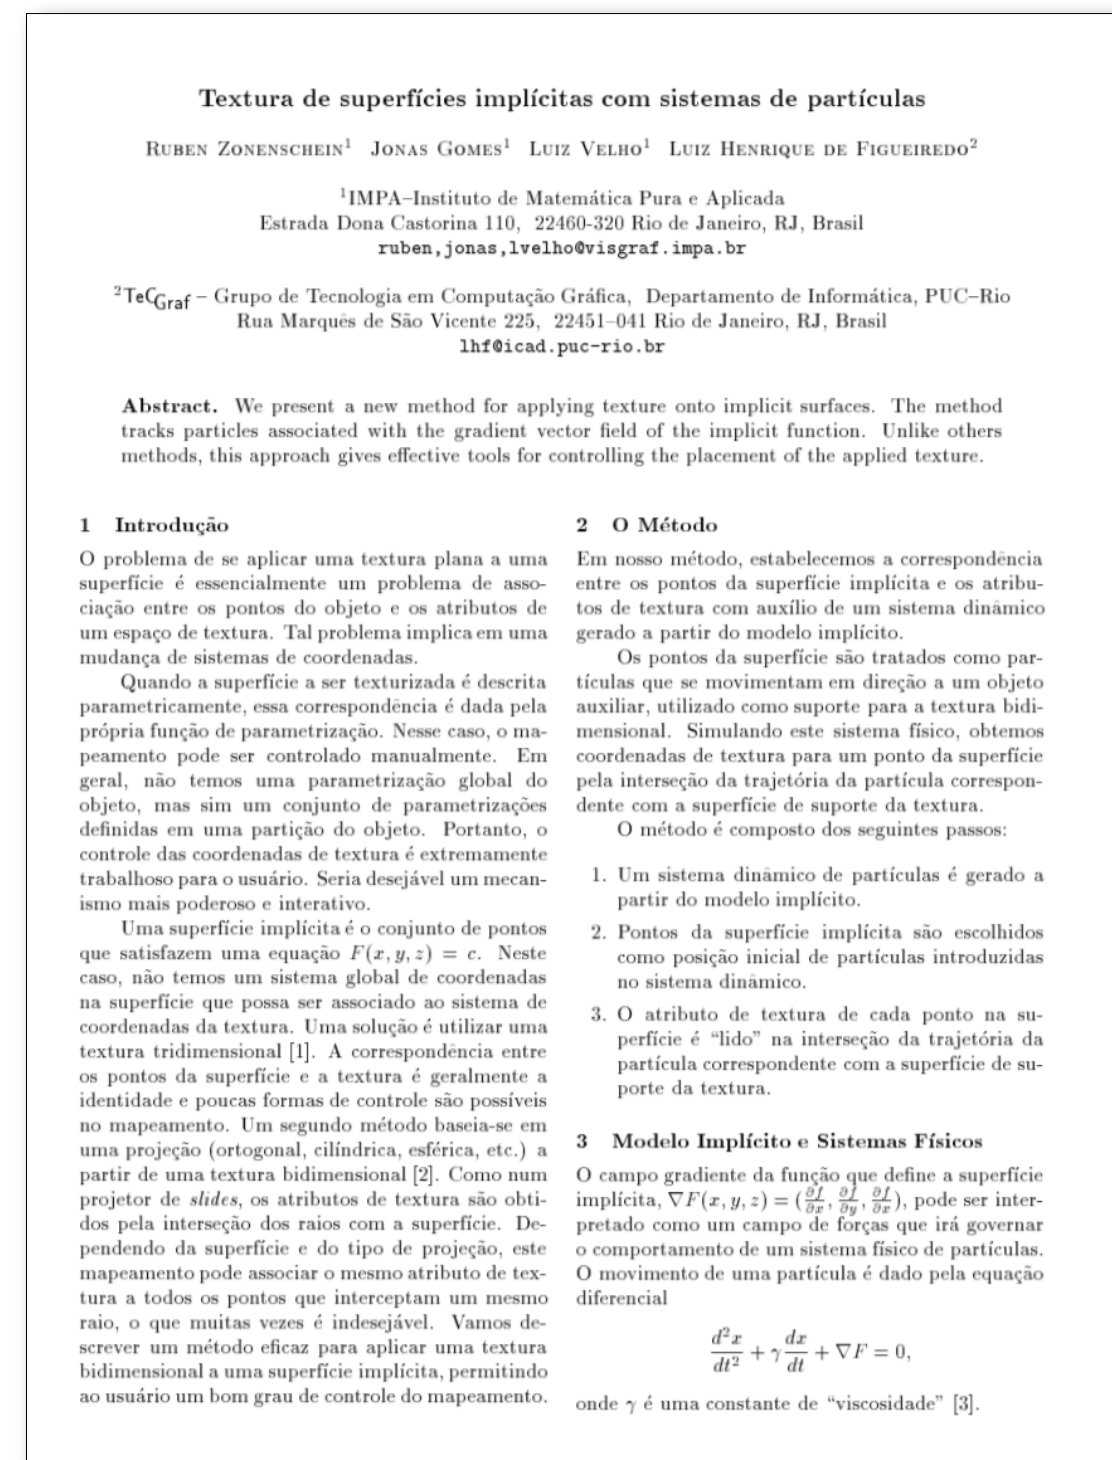 Textura de superfícies implícitas com sistemas de partículas
RUBEN ZONENSCHEIN¹ JONAS GOMES¹ LUIZ VELHO¹ LUIZ HENRIQUE DE FIGUEIREDO²
¹IMPA–Instituto de Matemática Pura e Aplicada
Estrada Dona Castorina 110, 22460-320 Rio de Janeiro, RJ, Brasil
ruben,jonas,lvelho@visgraf.impa.br
²TeCGraf – Grupo de Tecnologia em Computação Gráfica, Departamento de Informática, PUC–Rio
Rua Marquês de São Vicente 225, 22451–041 Rio de Janeiro, RJ, Brasil
lhf@icad.puc-rio.br
Abstract. We present a new method for applying texture onto implicit surfaces. The method
tracks particles associated with the gradient vector field of the implicit function. Unlike others
methods, this approach gives effective tools for controlling the placement of the applied texture.
1 Introdução
O problema de se aplicar uma textura plana a uma
superfície é essencialmente um problema de asso-
ciação entre os pontos do objeto e os atributos de
um espaço de textura. Tal problema implica em uma
mudança de sistemas de coordenadas.
Quando a superfície a ser texturizada é descrita
parametricamente, essa correspondência é dada pela
própria função de parametrização. Nesse caso, o ma-
peamento pode ser controlado manualmente. Em
geral, não temos uma parametrização global do
objeto, mas sim um conjunto de parametrizações
definidas em uma partição do objeto. Portanto, o
controle das coordenadas de textura é extremamente
trabalhoso para o usuário. Seria desejável um mecan-
ismo mais poderoso e interativo.
Uma superfície implícita é o conjunto de pontos
que satisfazem uma equação F(x, y, z) = c. Neste
caso, não temos um sistema global de coordenadas
na superfície que possa ser associado ao sistema de
coordenadas da textura. Uma solução é utilizar uma
textura tridimensional [1]. A correspondência entre
os pontos da superfície e a textura é geralmente a
identidade e poucas formas de controle são possíveis
no mapeamento. Um segundo método baseia-se em
uma projeção (ortogonal, cilíndrica, esférica, etc.) a
partir de uma textura bidimensional [2]. Como num
projetor de slides, os atributos de textura são obti-
dos pela interseção dos raios com a superfície. De-
pendendo da superfície e do tipo de projeção, este
mapeamento pode associar o mesmo atributo de tex-
tura a todos os pontos que interceptam um mesmo
raio, o que muitas vezes é indesejável. Vamos de-
screver um método eficaz para aplicar uma textura
bidimensional a uma superfície implícita, permitindo
ao usuário um bom grau de controle do mapeamento.
2 O Método
Em nosso método, estabelecemos a correspondência
entre os pontos da superfície implícita e os atribu-
tos de textura com auxílio de um sistema dinâmico
gerado a partir do modelo implícito.
Os pontos da superfície são tratados como par-
tículas que se movimentam em direção a um objeto
auxiliar, utilizado como suporte para a textura bidi-
mensional. Simulando este sistema físico, obtemos
coordenadas de textura para um ponto da superfície
pela interseção da trajetória da partícula correspon-
dente com a superfície de suporte da textura.
O método é composto dos seguintes passos:
1. Um sistema dinâmico de partículas é gerado a
partir do modelo implícito.
2. Pontos da superfície implícita são escolhidos
como posição inicial de partículas introduzidas
no sistema dinâmico.
3. O atributo de textura de cada ponto na su-
perfície é “lido” na interseção da trajetória da
partícula correspondente com a superfície de su-
porte da textura.
3 Modelo Implícito e Sistemas Físicos
O campo gradiente da função que define a superfície
implícita, ∇F(x, y, z) = (∂f/∂x, ∂f/∂y, ∂f/∂x), pode ser inter-
pretado como um campo de forças que irá governar
o comportamento de um sistema físico de partículas.
O movimento de uma partícula é dado pela equação
diferencial
d²x/dt² + γ dx/dt + ∇F = 0,
onde γ é uma constante de “viscosidade” [3].